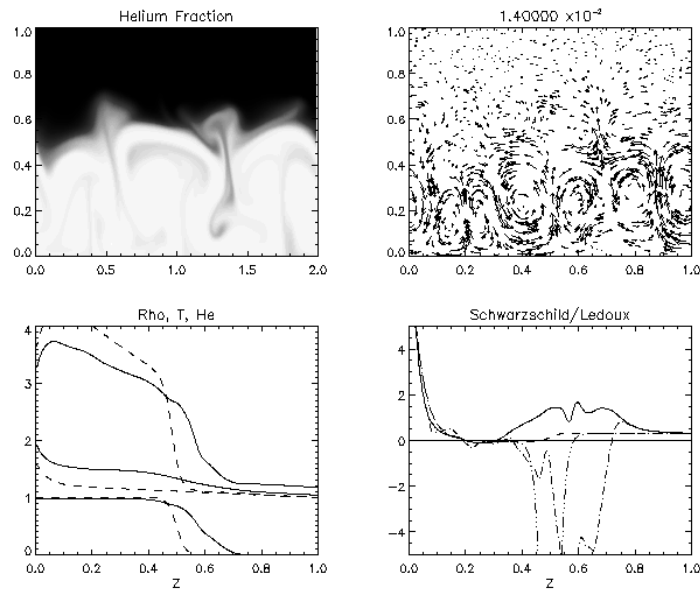 Helium Fraction
1.40000 x10⁻²
1.0
0.8
0.6
0.4
0.2
0.0
0.0 0.5 1.0 1.5 2.0
1.0
0.8
0.6
0.4
0.2
0.0
0.0 0.2 0.4 0.6 0.8 1.0
Rho, T, He
Schwarzschild/Ledoux
4
3
2
1
0
0.0 0.2 0.4 0.6 0.8 1.0
Z
4
2
0
-2
-4
0.0 0.2 0.4 0.6 0.8 1.0
Z